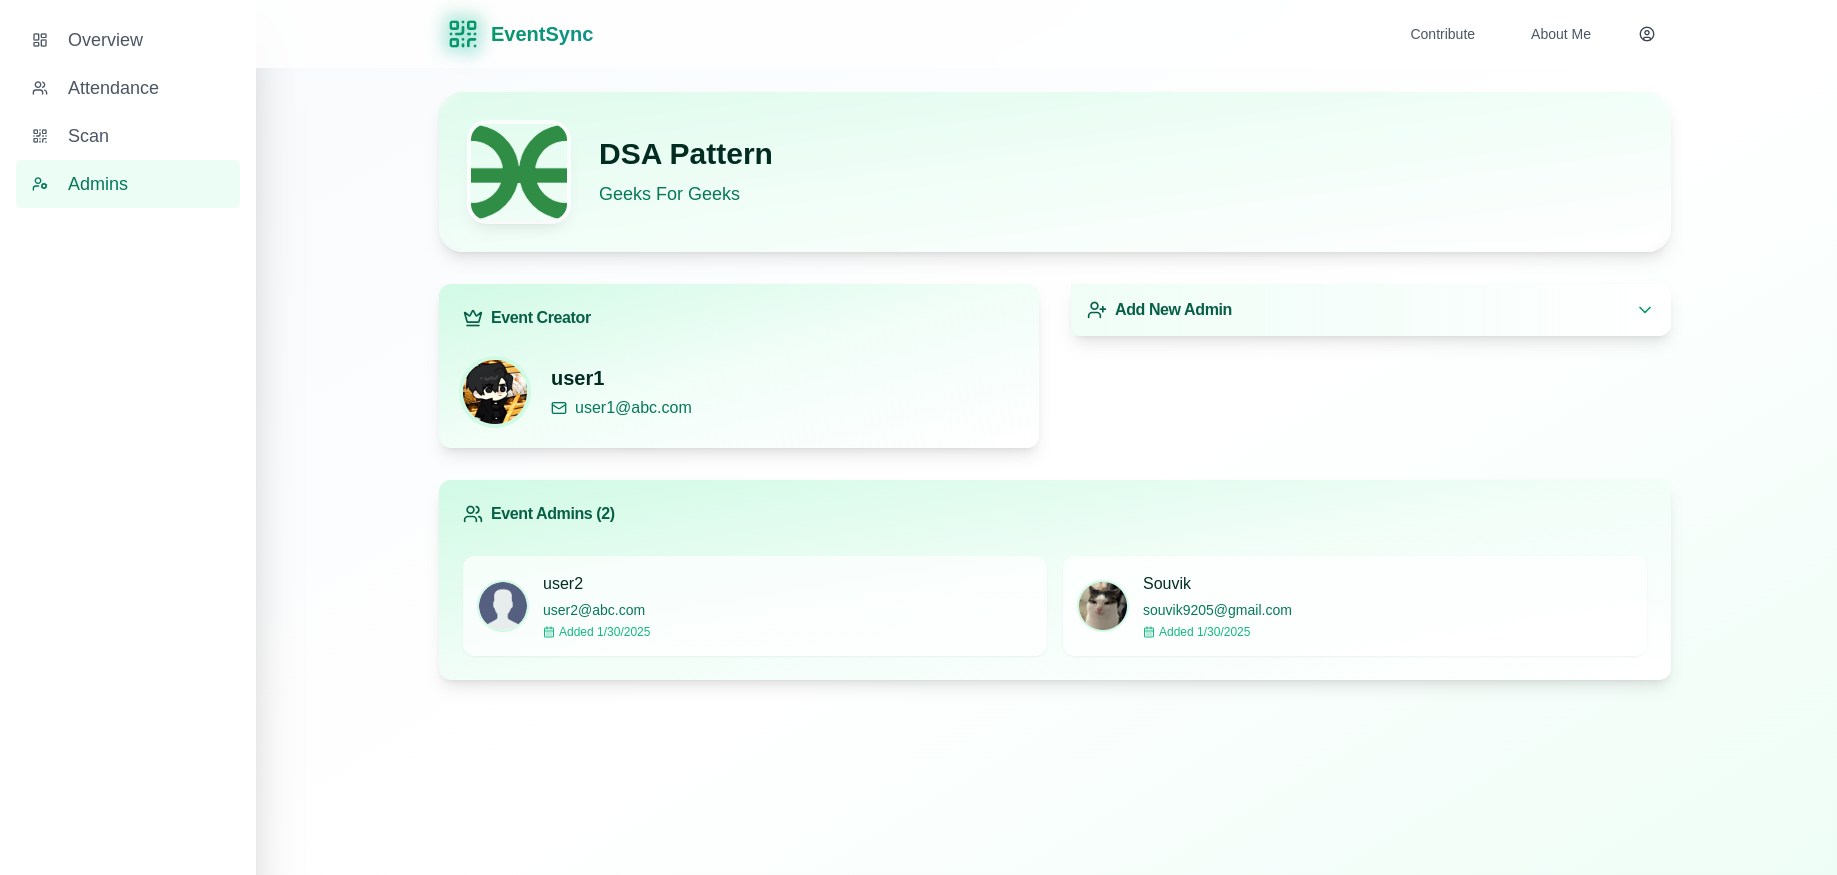 Overview
Attendance
Scan
Admins
EventSync
Contribute
About Me
DSA Pattern
Geeks For Geeks
Event Creator
user1
user1@abc.com
Add New Admin
Event Admins (2)
user2
user2@abc.com
Added 1/30/2025
Souvik
souvik9205@gmail.com
Added 1/30/2025